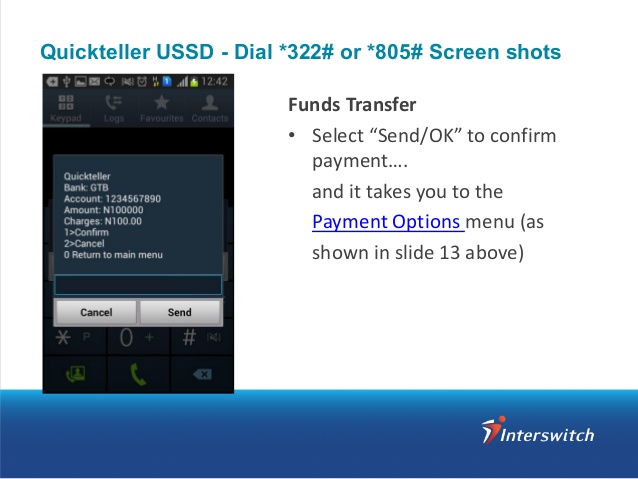 Quickteller USSD - Dial *322# or *805# Screen shots
12:42
Keypad Logs Favourites Contacts
Quickteller
Bank: GTB
Account: 1234567890
Amount: N100000
Charges: N100.00
1>Confirm
2>Cancel
0 Return to main menu
Cancel Send
* P 0 + #
Funds Transfer
• Select “Send/OK” to confirm
payment….
and it takes you to the
Payment Options menu (as
shown in slide 13 above)
Interswitch